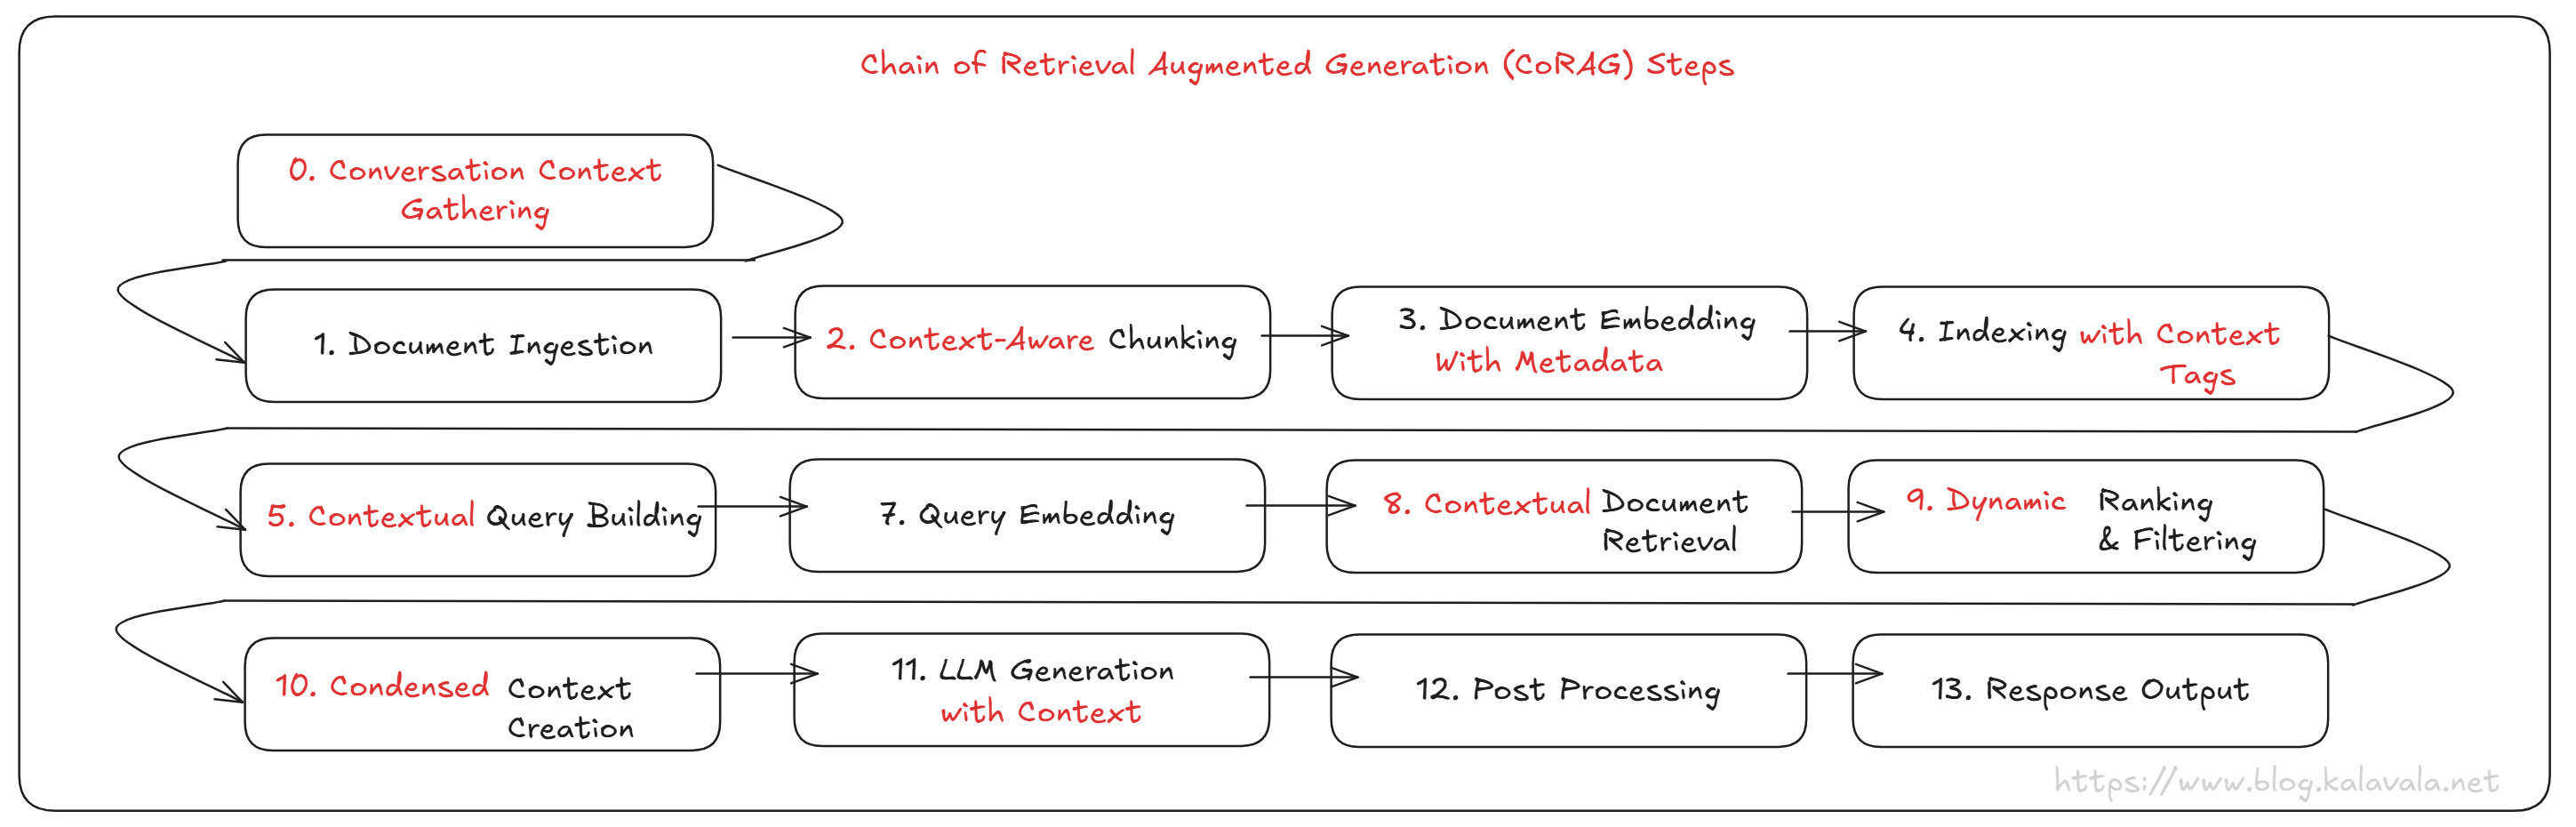 Chain of Retrieval Augmented Generation (CoRAG) Steps
0. Conversation Context
Gathering
1. Document Ingestion
2. Context-Aware Chunking
3. Document Embedding
With Metadata
4. Indexing with Context
Tags
5. Contextual Query Building
7. Query Embedding
8. Contextual Document
Retrieval
9. Dynamic Ranking
& Filtering
10. Condensed Context
Creation
11. LLM Generation
with Context
12. Post Processing
13. Response Output
https://www.blog.kalavala.net